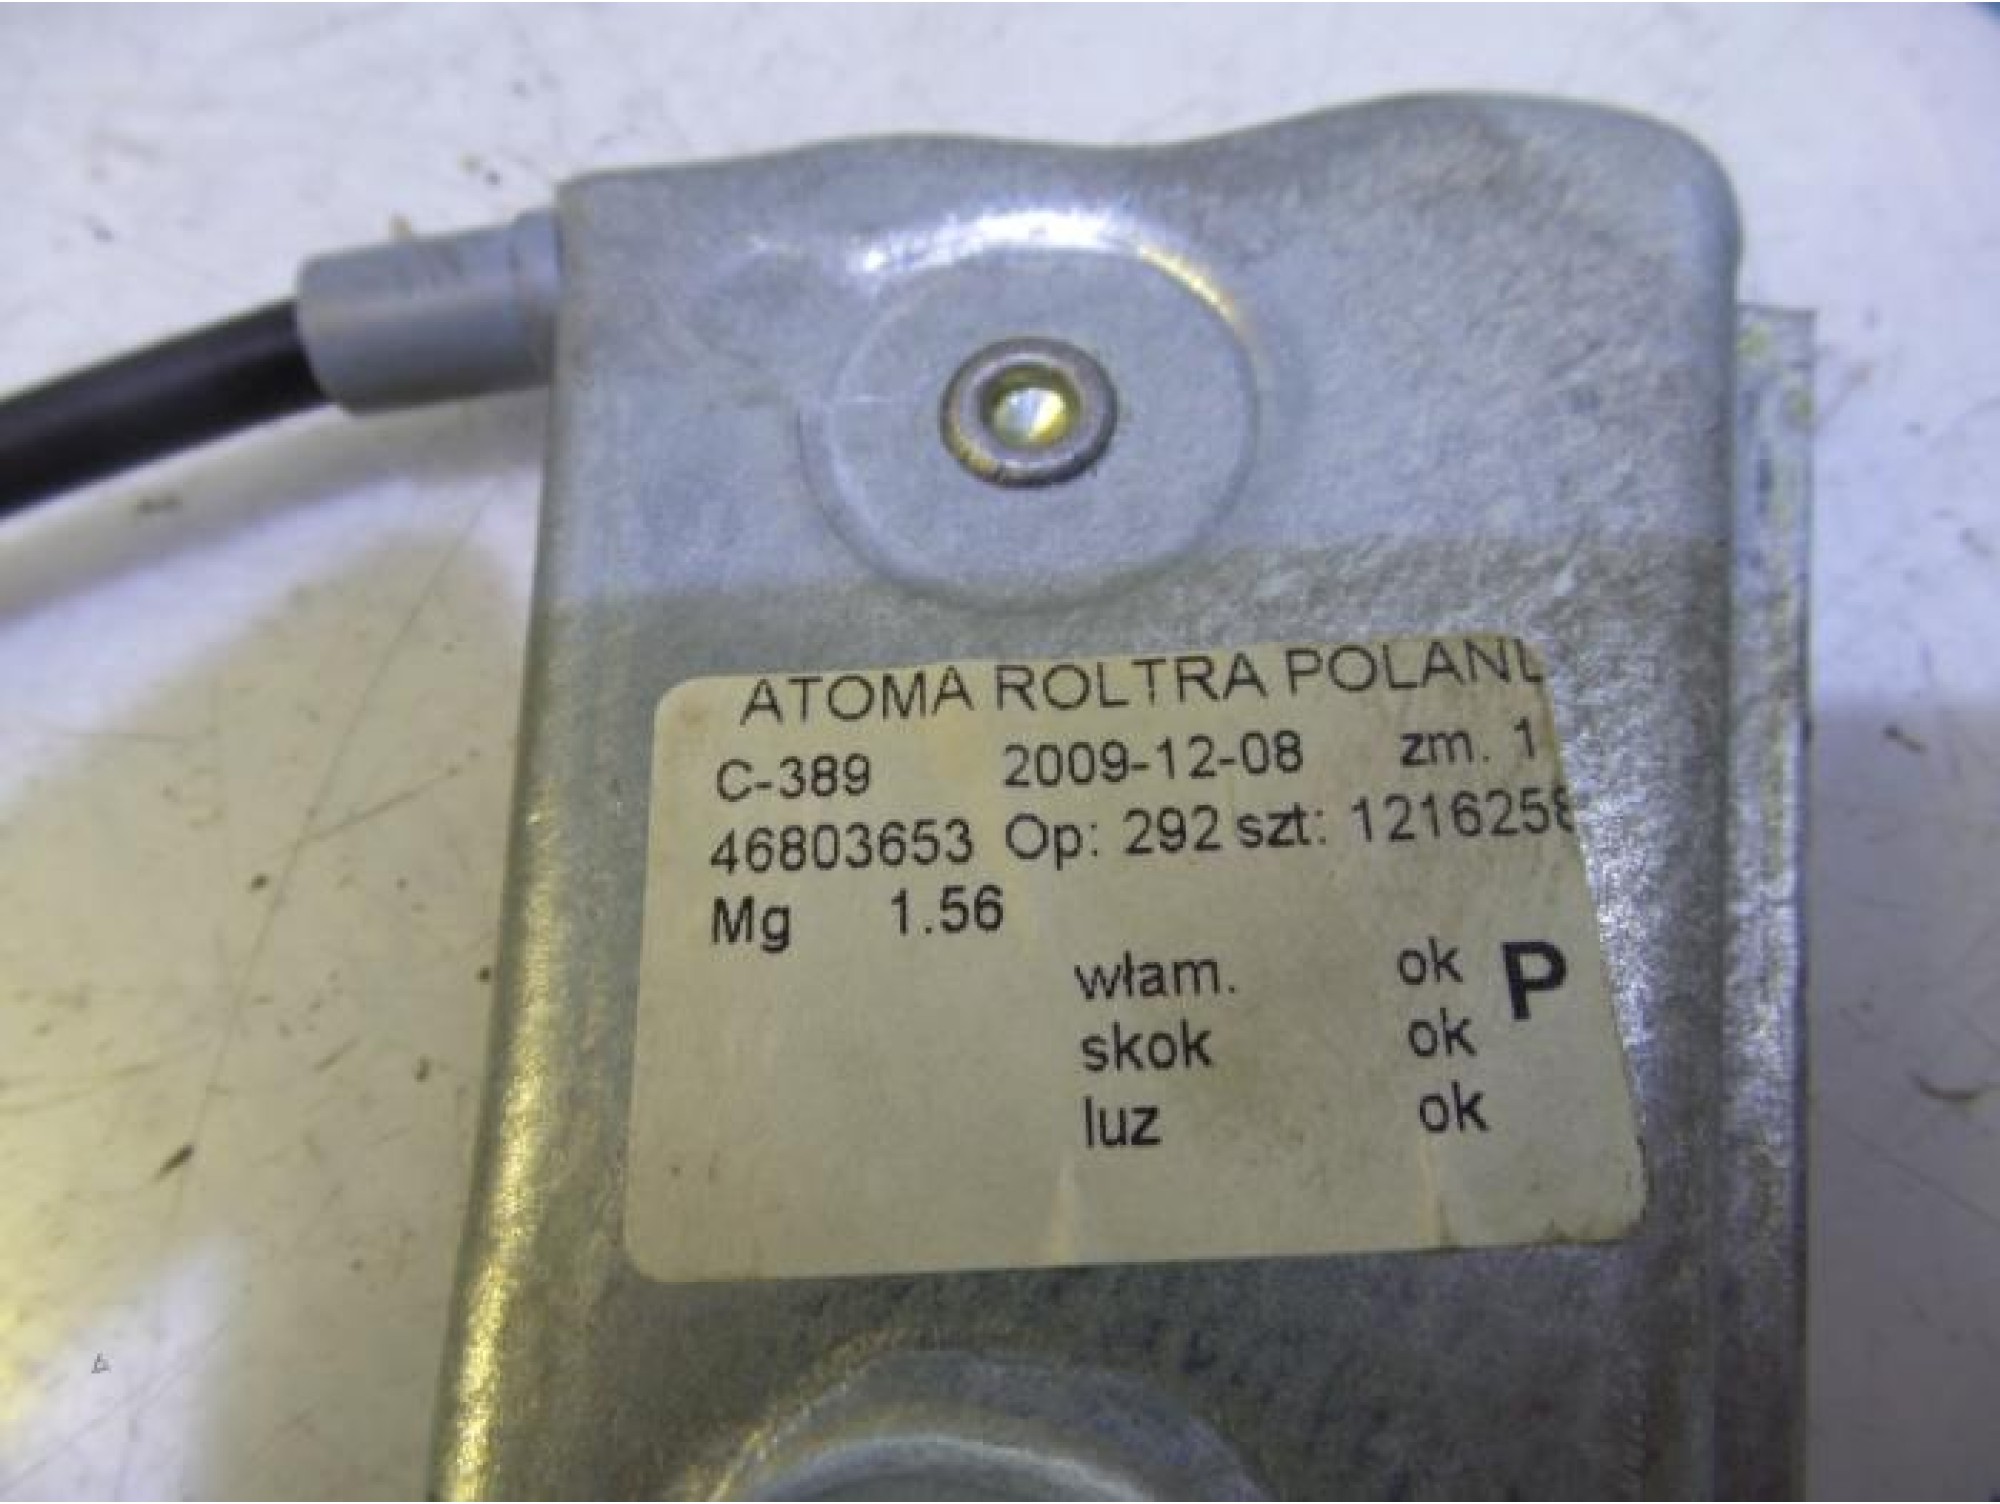 ATOMA ROLTRA POLAND
C-389 2009-12-08 zm. 1
46803653 Op: 292 szt: 1216258
Mg 1.56
włam. ok P
skok ok
luz ok